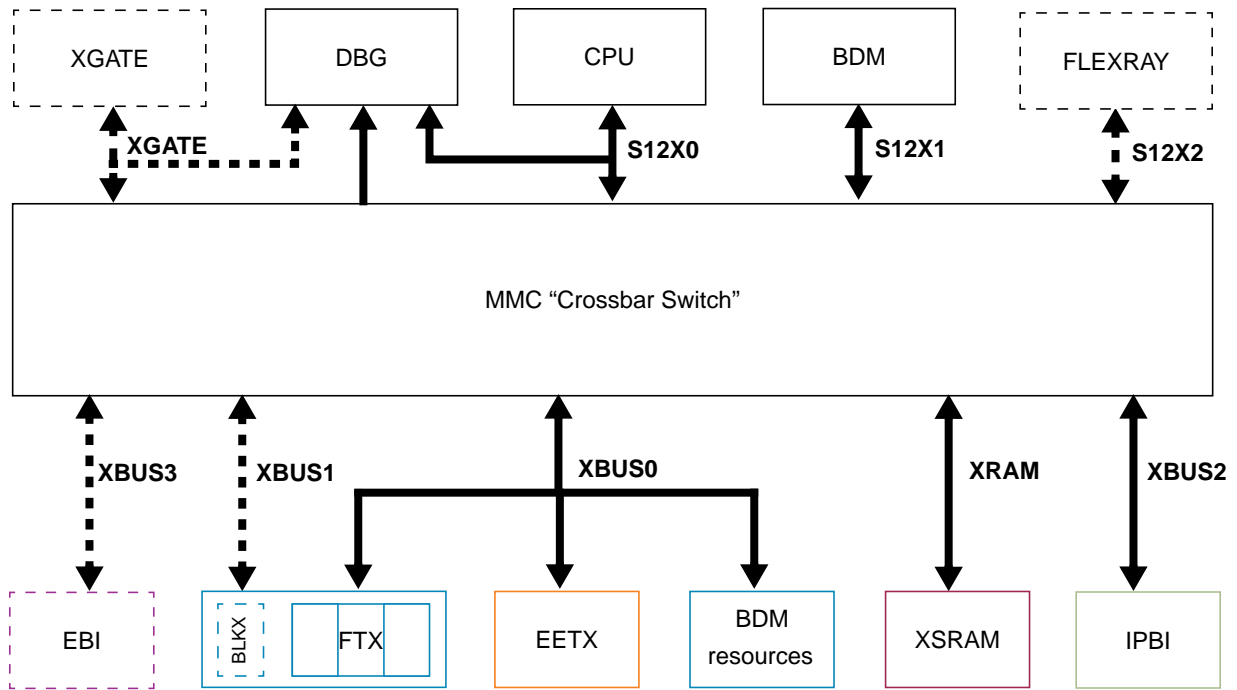 XGATE
DBG
CPU
BDM
FLEXRAY
XGATE
S12X0
S12X1
S12X2
MMC “Crossbar Switch”
XBUS3
XBUS1
XBUS0
XRAM
XBUS2
EBI
BLKX
FTX
EETX
BDM
resources
XSRAM
IPBI